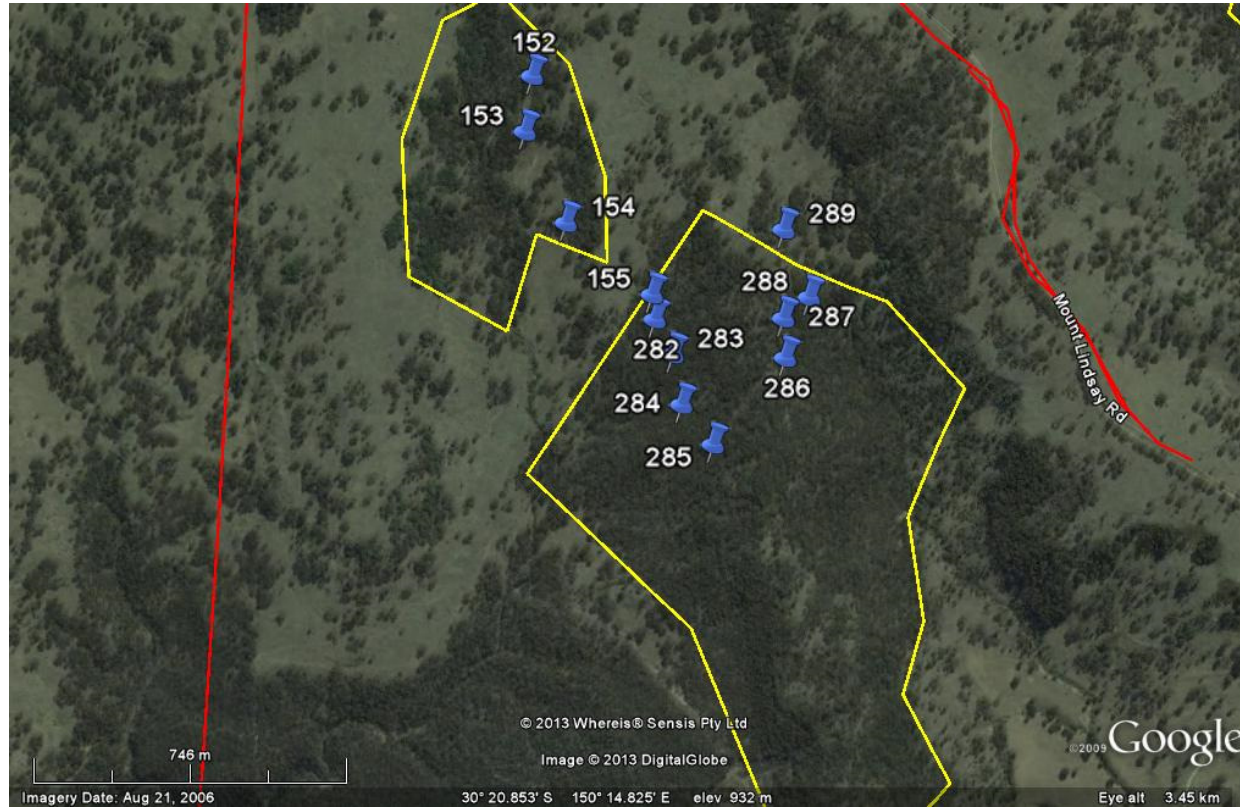 152
153
154
289
155
288
287
282
283
286
284
285
Mount Lindsay Rd
© 2013 Whereis® Sensis Pty Ltd
746 m
©2009 Google
Image © 2013 DigitalGlobe
Imagery Date: Aug 21, 2006 30° 20.853' S 150° 14.825' E elev 932 m Eye alt 3.45 km